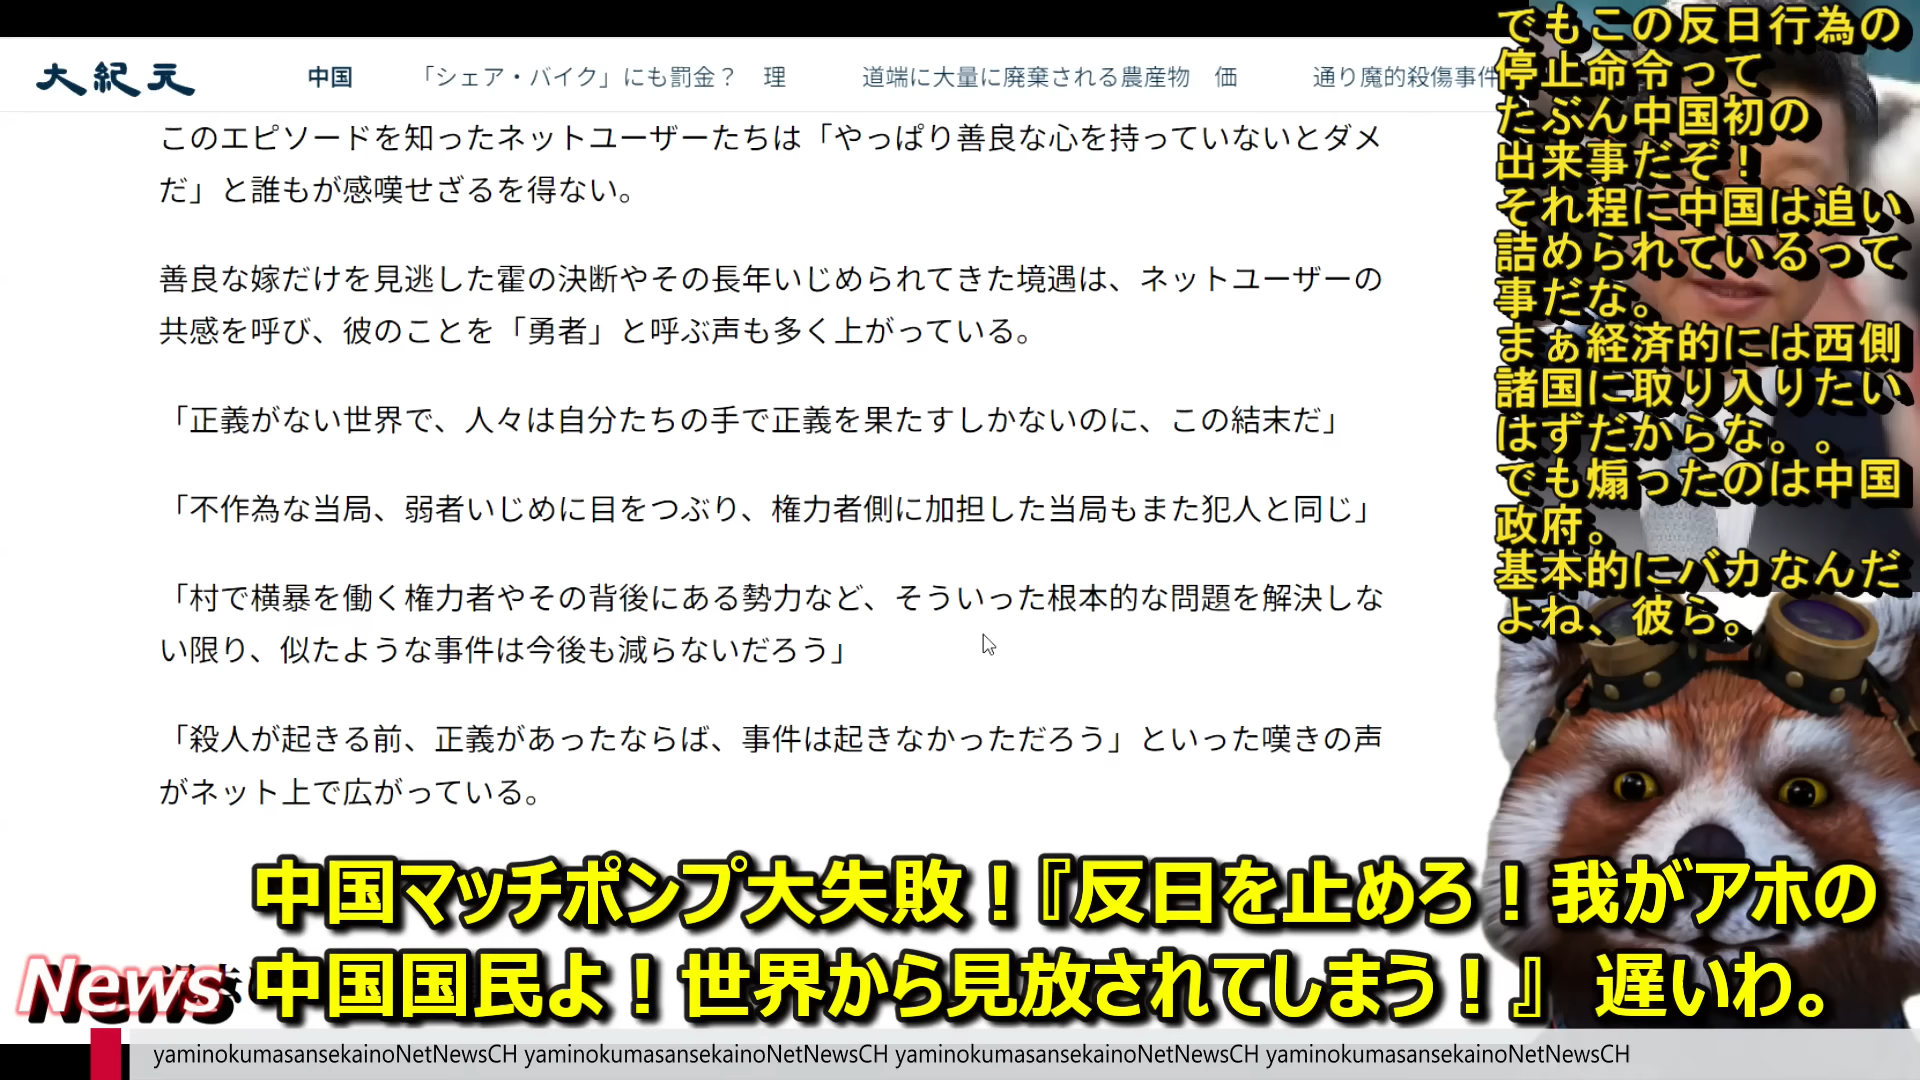 大紀元
中国 「シェア・バイク」にも罰金？ 理 道端に大量に廃棄される農産物 価 通り魔的殺傷事件
このエピソードを知ったネットユーザーたちは「やっぱり善良な心を持っていないとダメ
だ」と誰もが感嘆せざるを得ない。
善良な嫁だけを見逃した霍の決断やその長年いじめられてきた境遇は、ネットユーザーの
共感を呼び、彼のことを「勇者」と呼ぶ声も多く上がっている。
「正義がない世界で、人々は自分たちの手で正義を果たすしかないのに、この結末だ」
「不作為な当局、弱者いじめに目をつぶり、権力者側に加担した当局もまた犯人と同じ」
「村で横暴を働く権力者やその背後にある勢力など、そういった根本的な問題を解決しな
い限り、似たような事件は今後も減らないだろう」
「殺人が起きる前、正義があったならば、事件は起きなかっただろう」といった嘆きの声
がネット上で広がっている。
でもこの反日行為の
停止命令って
たぶん中国初の
出来事だぞ！
それ程に中国は追い
詰められているって
事だな。
まぁ経済的には西側
諸国に取り入りたい
はずだからな。。
でも煽ったのは中国
政府。
基本的にバカなんだ
よね、彼ら。
中国マッチポンプ大失敗！『反日を止めろ！我がアホの
中国国民よ！世界から見放されてしまう！』 遅いわ。
News
yaminokumasansekainoNetNewsCH yaminokumasansekainoNetNewsCH yaminokumasansekainoNetNewsCH yaminokumasansekainoNetNewsCH